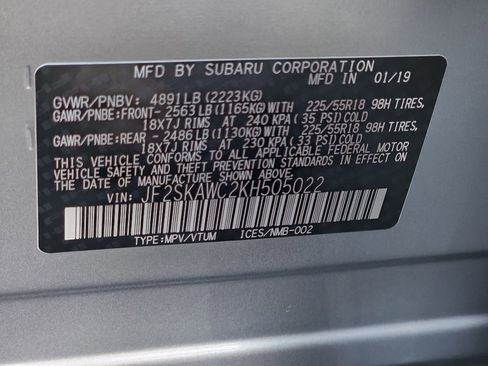 MFD BY SUBARU CORPORATION
GVWR/PNBV: 4891LB(2223KG) MFD IN 01/19
GAWR/PNBE:FRONT- 2563LB(1165KG)WITH 225/55R18 98H TIRES,
18X7J RIMS AT 240 KPA(35 PSI)COLD
GAWR/PNBE:REAR - 2486LB(1130KG)WITH 225/55R18 98H TIRES,
18X7J RIMS AT 230 KPA(33 PSI)COLD
THIS VEHICLE CONFORMS TO ALL APPLICABLE FEDERAL MOTOR
VEHICLE SAFETY AND THEFT PREVENTION STANDARDS IN EFFECT
ON THE DATE OF MANUFACTURE SHOWN ABOVE.
VIN: JF2SKAWC2KH505022
TYPE:MPV/VTUM ICES/NMB-002